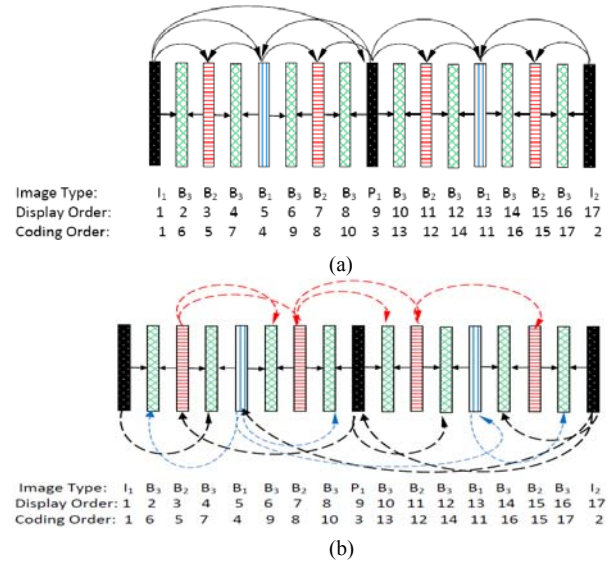 Image Type: I₁ B₃ B₂ B₃ B₁ B₃ B₂ B₃ P₁ B₃ B₂ B₃ B₁ B₃ B₂ B₃ I₂
Display Order: 1 2 3 4 5 6 7 8 9 10 11 12 13 14 15 16 17
Coding Order: 1 6 5 7 4 9 8 10 3 13 12 14 11 16 15 17 2
(a)
Image Type: I₁ B₃ B₂ B₃ B₁ B₃ B₂ B₃ P₁ B₃ B₂ B₃ B₁ B₃ B₂ B₃ I₂
Display Order: 1 2 3 4 5 6 7 8 9 10 11 12 13 14 15 16 17
Coding Order: 1 6 5 7 4 9 8 10 3 13 12 14 11 16 15 17 2
(b)